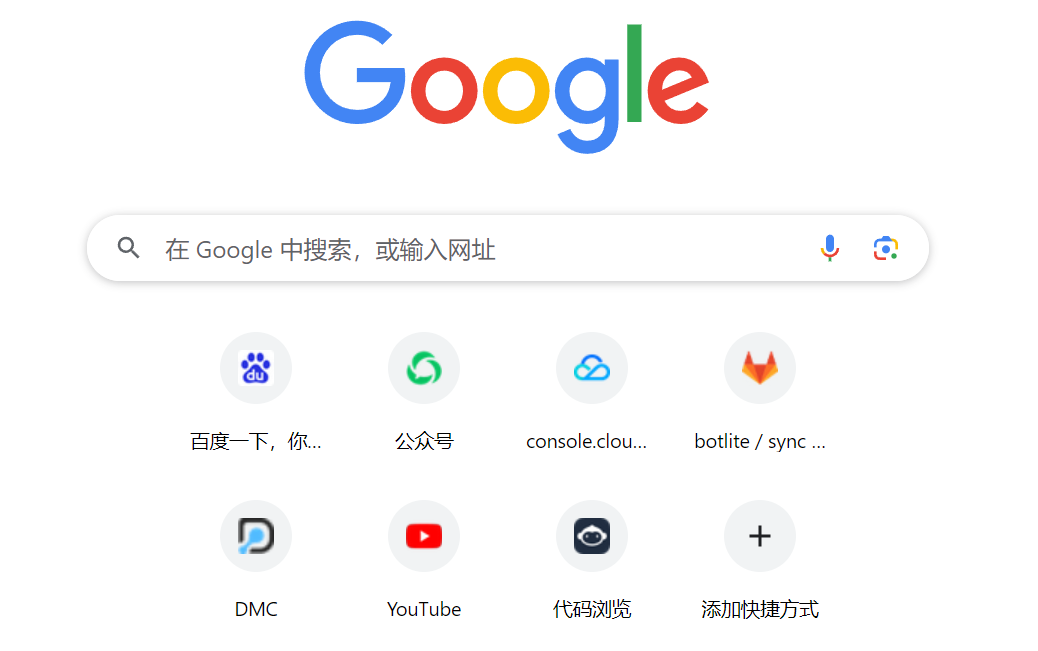 Google
在 Google 中搜索，或输入网址
du
百度一下，你...
公众号
console.clou...
botlite / sync ...
DMC
YouTube
代码浏览
添加快捷方式